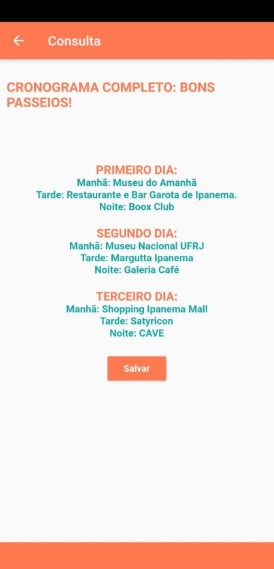 Consulta
CRONOGRAMA COMPLETO: BONS
PASSEIOS!
PRIMEIRO DIA:
Manhã: Museu do Amanhã
Tarde: Restaurante e Bar Garota de Ipanema.
Noite: Boox Club
SEGUNDO DIA:
Manhã: Museu Nacional UFRJ
Tarde: Margutta Ipanema
Noite: Galeria Café
TERCEIRO DIA:
Manhã: Shopping Ipanema Mall
Tarde: Satyricon
Noite: CAVE
Salvar